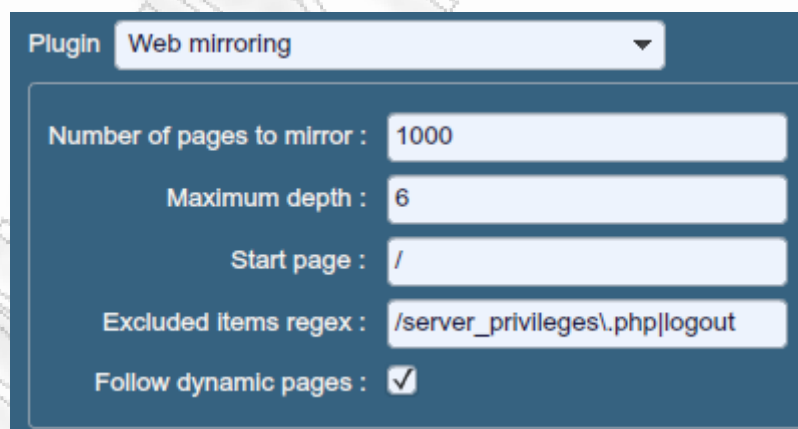 Plugin Web mirroring
Number of pages to mirror : 1000
Maximum depth : 6
Start page : /
Excluded items regex : /server_privileges\.php|logout
Follow dynamic pages :